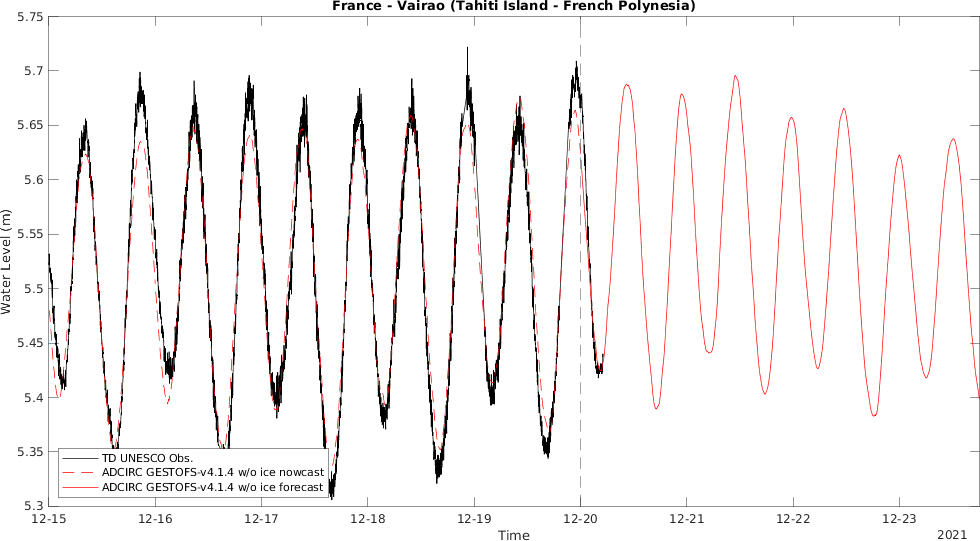 France - Vairao (Tahiti Island - French Polynesia)
5.75
5.7
5.65
5.6
5.55
5.5
5.45
5.4
5.35
5.3
Water Level (m)
TD UNESCO Obs.
ADCIRC GESTOFS-v4.1.4 w/o ice nowcast
ADCIRC GESTOFS-v4.1.4 w/o ice forecast
12-15 12-16 12-17 12-18 12-19 12-20 12-21 12-22 12-23
Time
2021